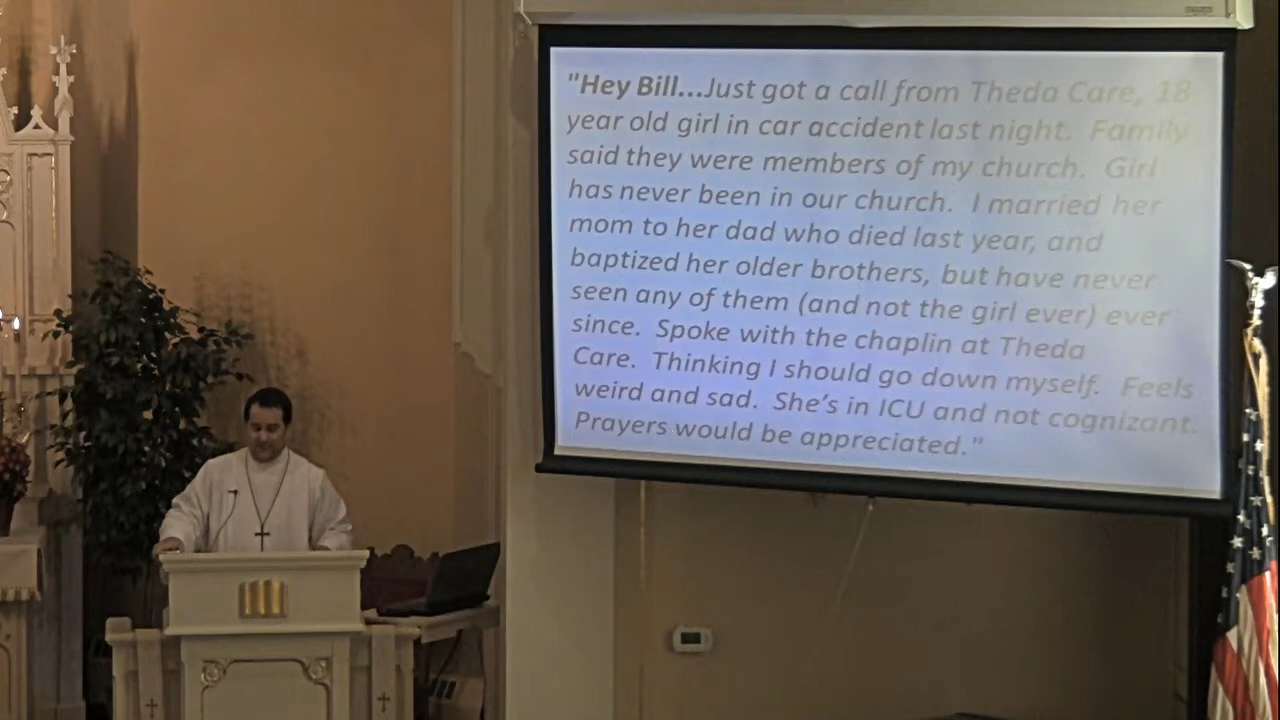 "Hey Bill...Just got a call from Theda Care, 18
year old girl in car accident last night.  Family
said they were members of my church.  Girl
has never been in our church.  I married her
mom to her dad who died last year, and
baptized her older brothers, but have never
seen any of them (and not the girl ever) ever
since.  Spoke with the chaplin at Theda
Care.  Thinking I should go down myself.  Feels
weird and sad.  She's in ICU and not cognizant.
Prayers would be appreciated."